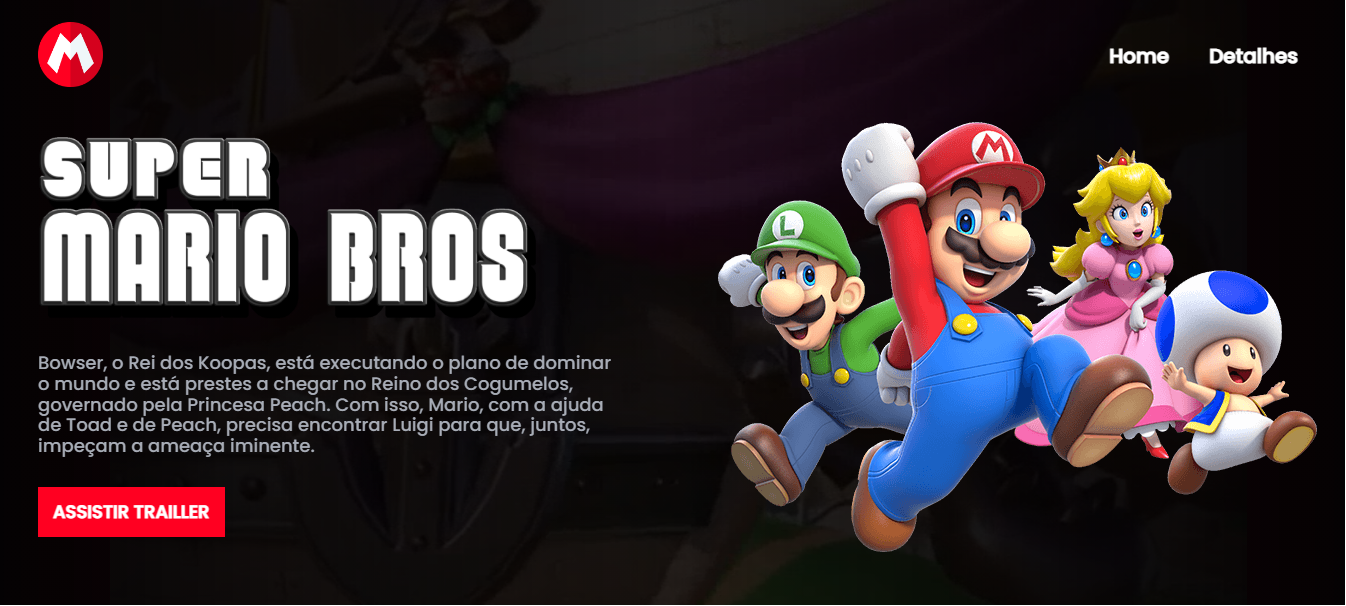 M
Home Detalhes
SUPER
MARIO BROS
L
M
Bowser, o Rei dos Koopas, está executando o plano de dominar
o mundo e está prestes a chegar no Reino dos Cogumelos,
governado pela Princesa Peach. Com isso, Mario, com a ajuda
de Toad e de Peach, precisa encontrar Luigi para que, juntos,
impeçam a ameaça iminente.
ASSISTIR TRAILLER